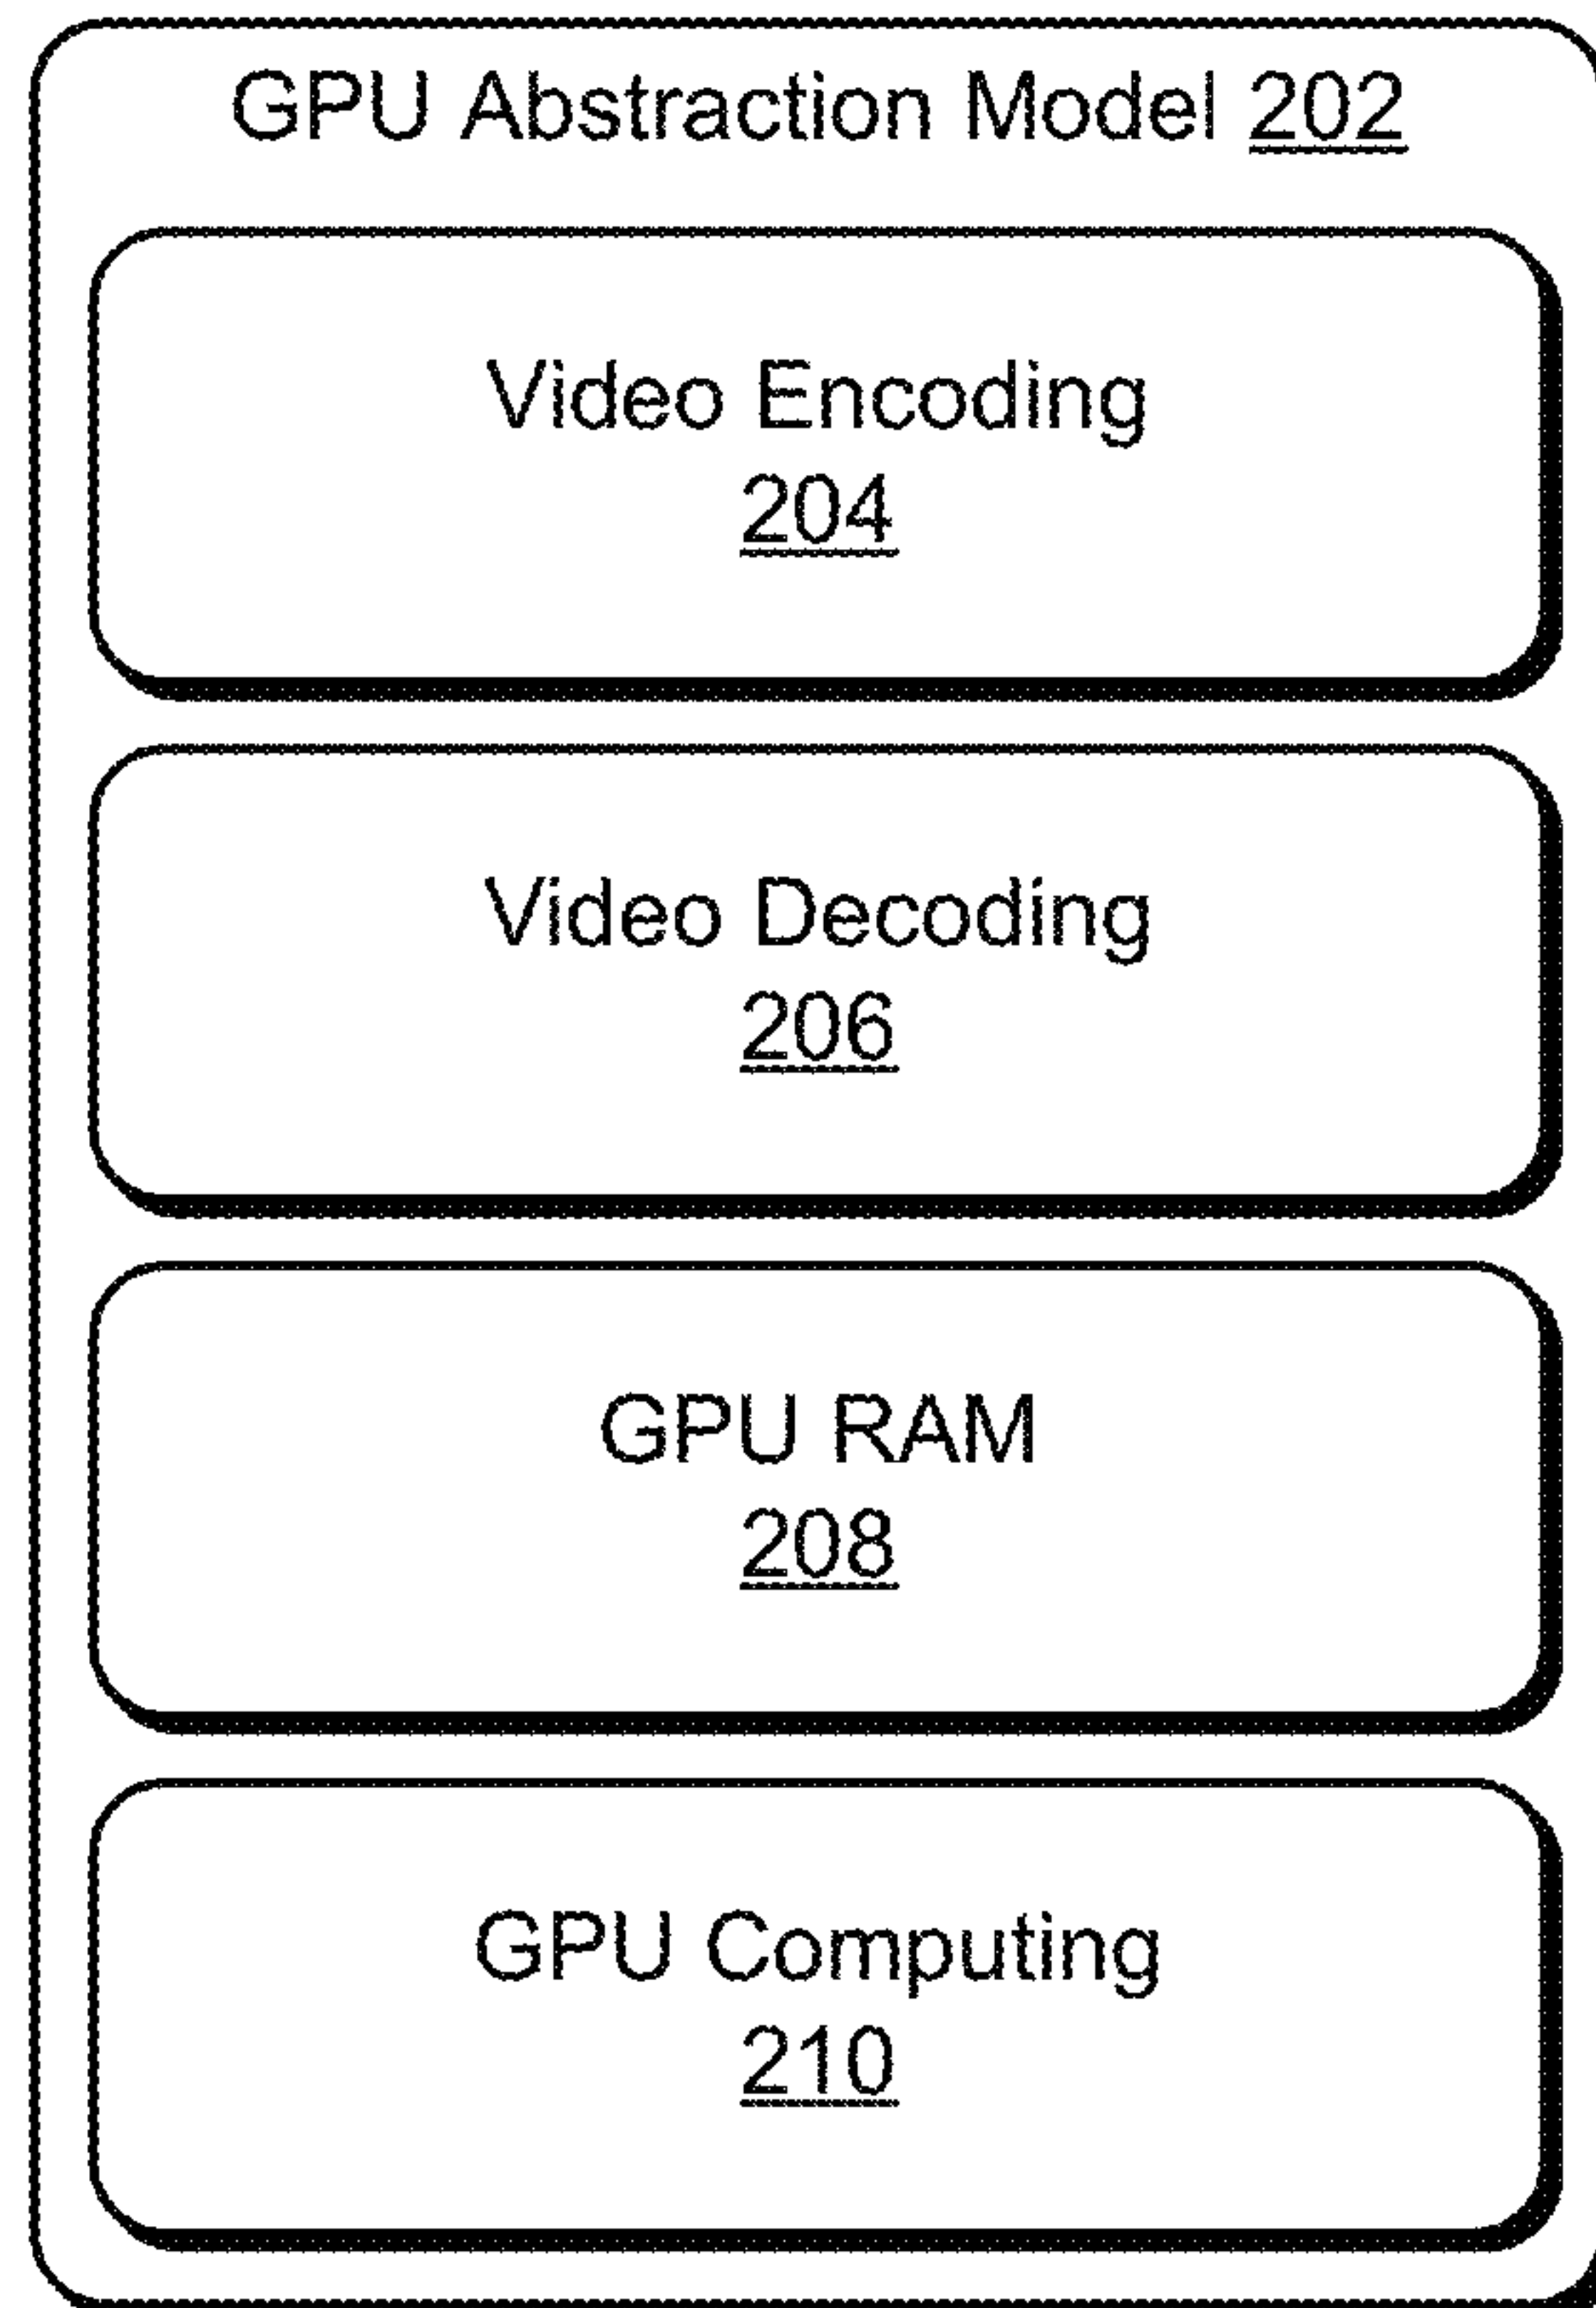 GPU Abstraction Model 202
Video Encoding
204
Video Decoding
206
GPU RAM
208
GPU Computing
210